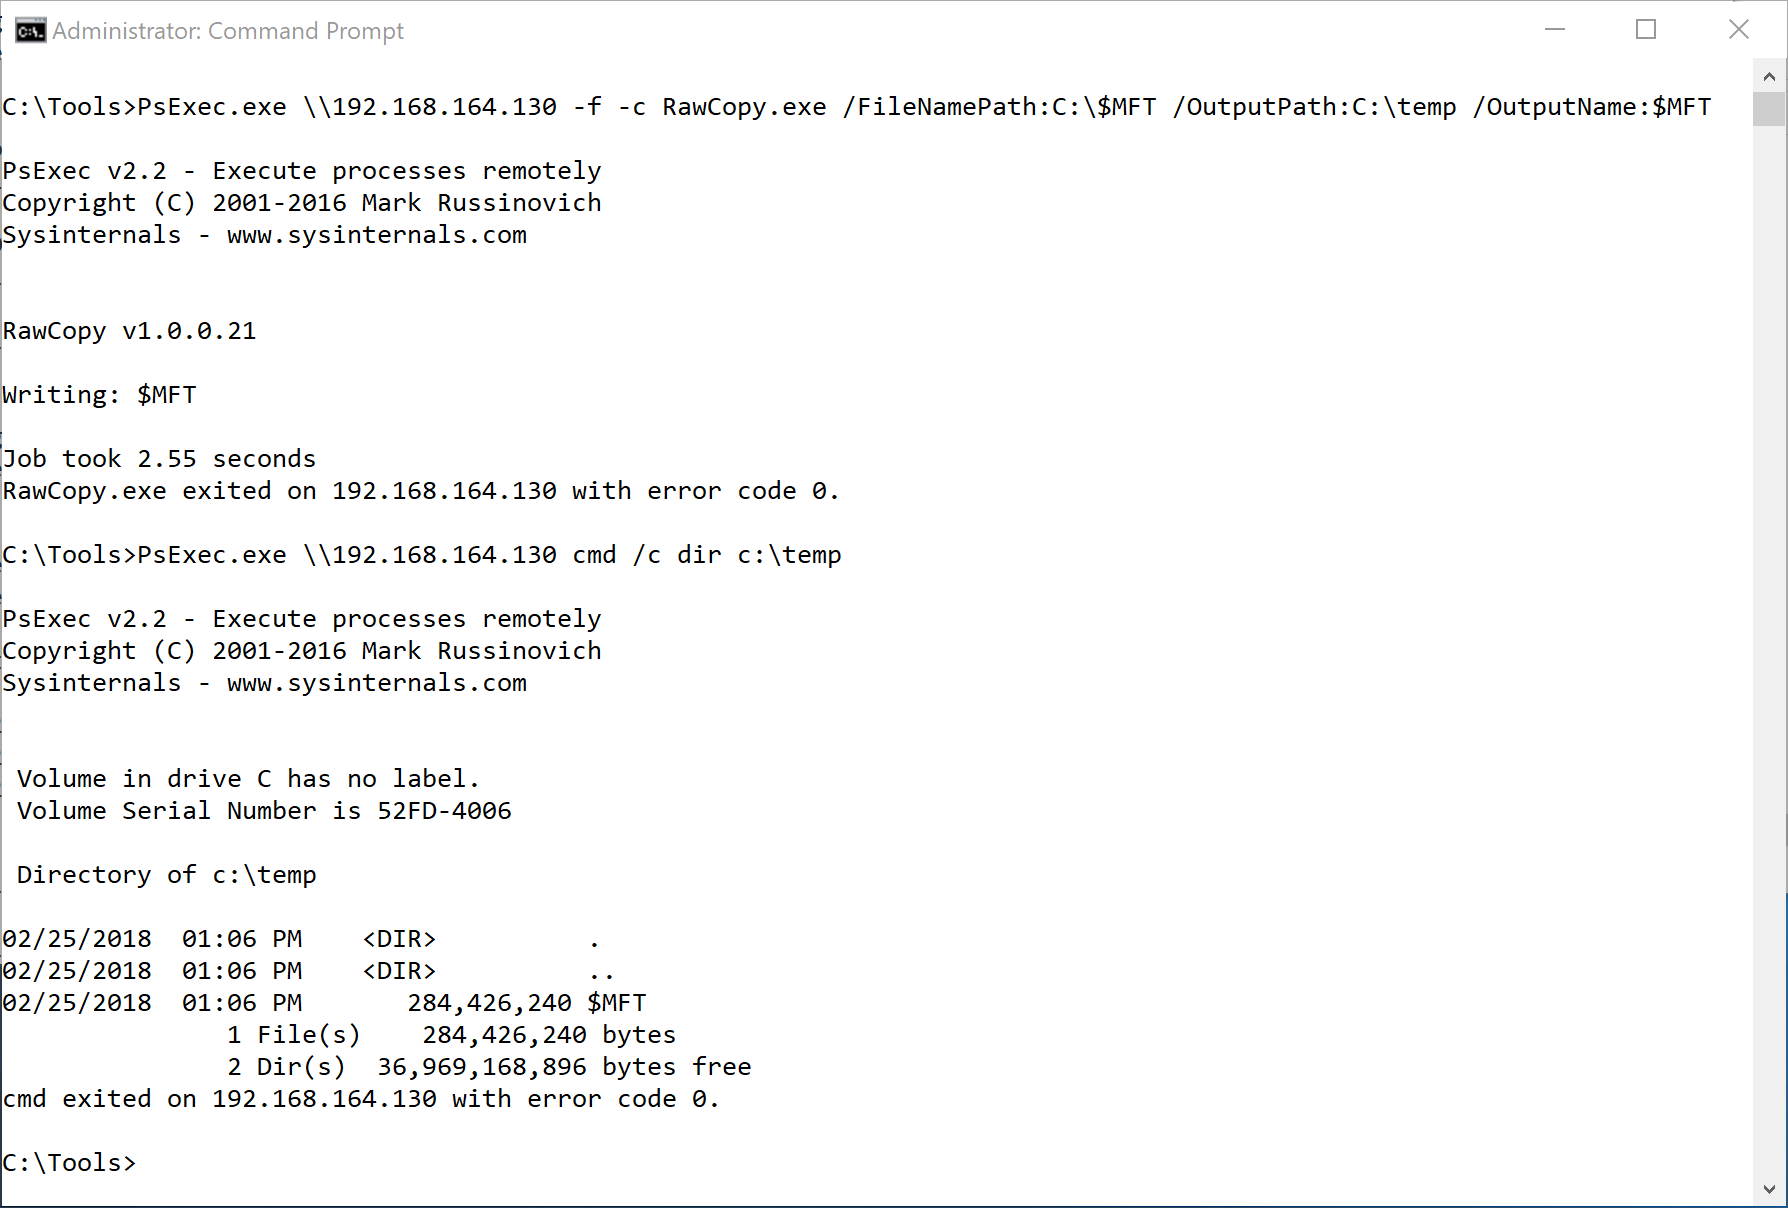 Administrator: Command Prompt
C:\Tools>PsExec.exe \\192.168.164.130 -f -c RawCopy.exe /FileNamePath:C:\$MFT /OutputPath:C:\temp /OutputName:$MFT
PsExec v2.2 - Execute processes remotely
Copyright (C) 2001-2016 Mark Russinovich
Sysinternals - www.sysinternals.com
RawCopy v1.0.0.21
Writing: $MFT
Job took 2.55 seconds
RawCopy.exe exited on 192.168.164.130 with error code 0.
C:\Tools>PsExec.exe \\192.168.164.130 cmd /c dir c:\temp
PsExec v2.2 - Execute processes remotely
Copyright (C) 2001-2016 Mark Russinovich
Sysinternals - www.sysinternals.com
Volume in drive C has no label.
Volume Serial Number is 52FD-4006
Directory of c:\temp
02/25/2018  01:06 PM    <DIR>          .
02/25/2018  01:06 PM    <DIR>          ..
02/25/2018  01:06 PM       284,426,240 $MFT
1 File(s)    284,426,240 bytes
2 Dir(s)  36,969,168,896 bytes free
cmd exited on 192.168.164.130 with error code 0.
C:\Tools>